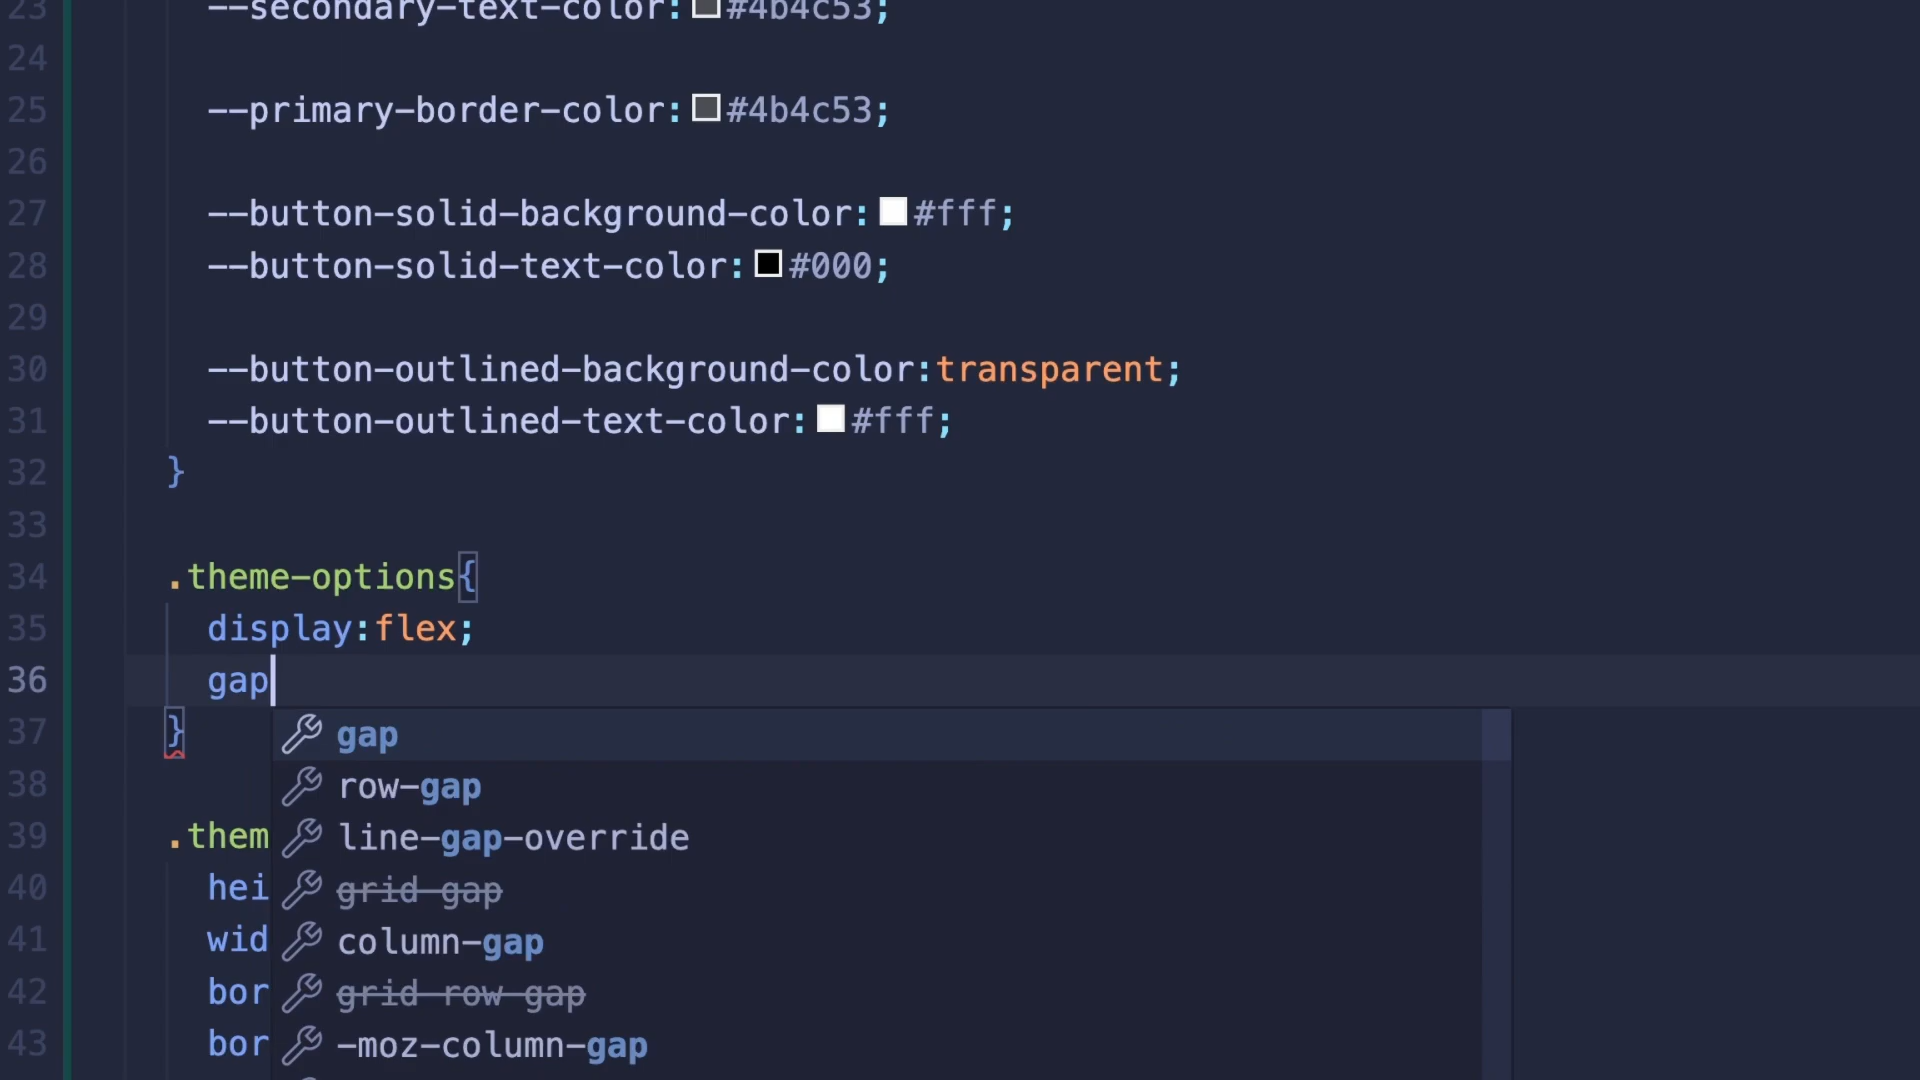 23 --secondary-text-color: #4b4c53;
24
25 --primary-border-color: #4b4c53;
26
27 --button-solid-background-color: #fff;
28 --button-solid-text-color: #000;
29
30 --button-outlined-background-color:transparent;
31 --button-outlined-text-color: #fff;
32 }
33
34 .theme-options{
35 display:flex;
36 gap
37 }
gap
38
row-gap
39 .them
line-gap-override
40 hei
grid-gap
41 wid
column-gap
42 bor
grid-row-gap
43 bor
-moz-column-gap